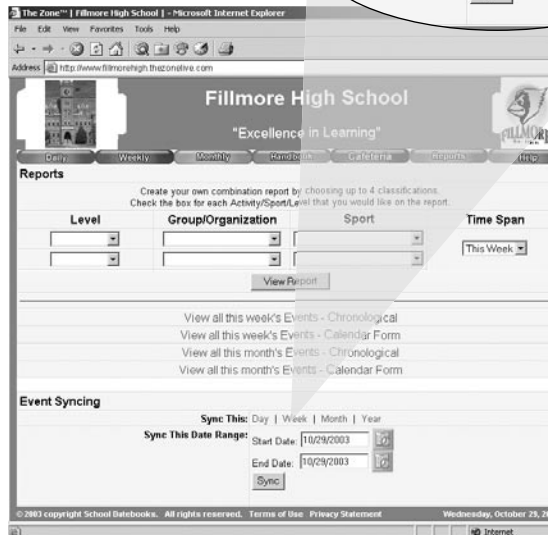 The Zone™ | Fillmore High School | - Microsoft Internet Explorer
File Edit View Favorites Tools Help
Address http://www.fillmorehigh.thezonelive.com
Fillmore High School
"Excellence in Learning"
Daily Weekly Monthly Handbook Cafeteria Reports Help
Reports
Create your own combination report by choosing up to 4 classifications.
Check the box for each Activity/Sport/Level that you would like on the report.
Level Group/Organization Sport Time Span
This Week
View Report
View all this week's Events - Chronological
View all this week's Events - Calendar Form
View all this month's Events - Chronological
View all this month's Events - Calendar Form
Event Syncing
Sync This: Day | Week | Month | Year
Sync This Date Range: Start Date: 10/29/2003
End Date: 10/29/2003
Sync
© 2003 copyright School Datebooks. All rights reserved. Terms of Use Privacy Statement Wednesday, October 29, 20
Internet